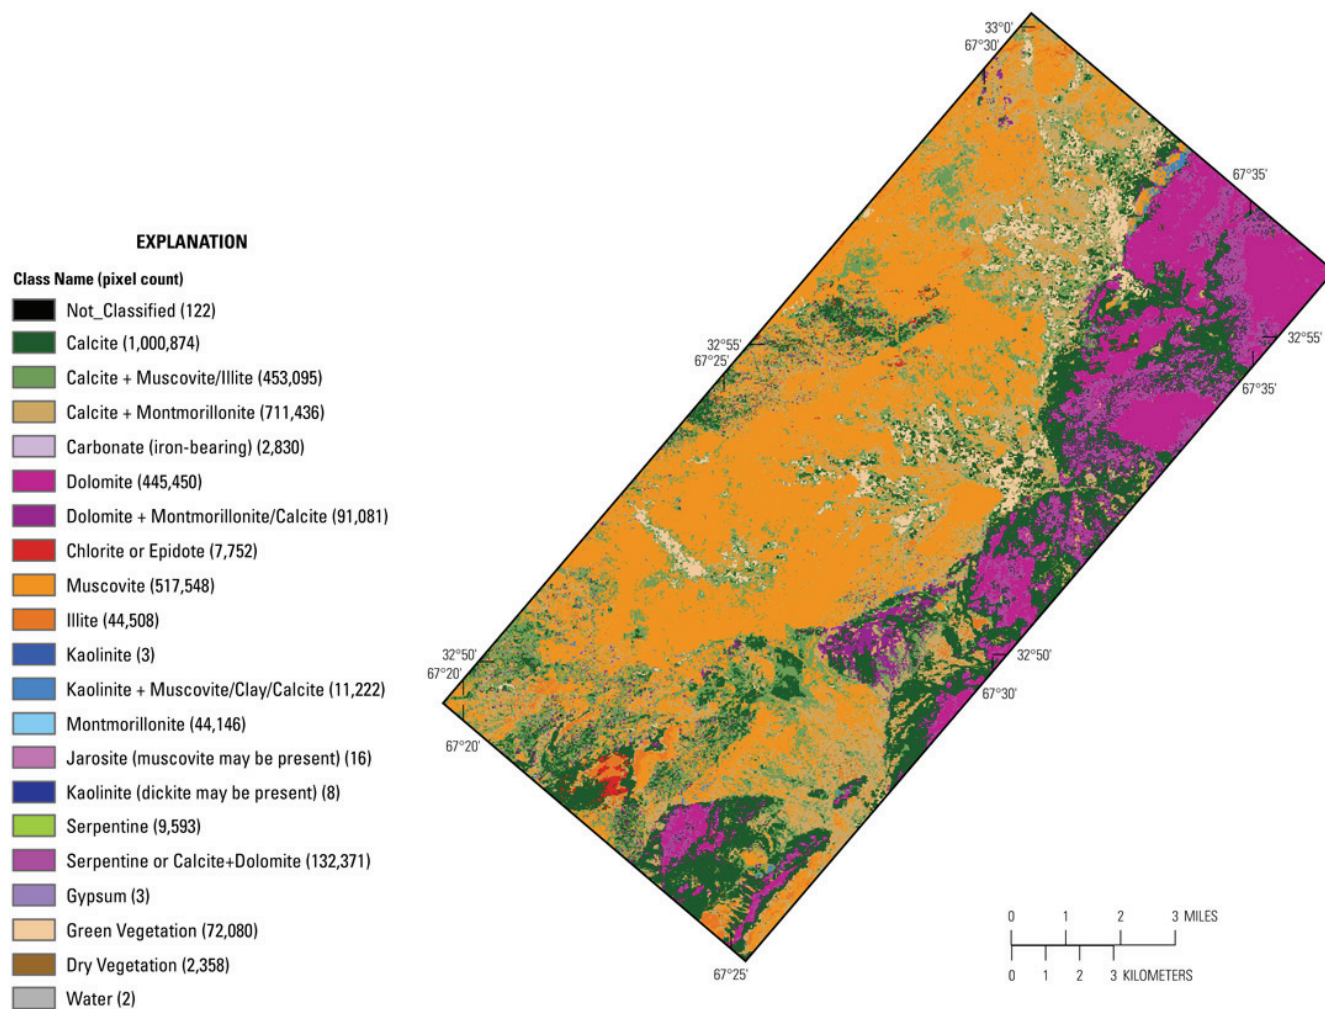 EXPLANATION
Class Name (pixel count)
Not_Classified (122)
Calcite (1,000,874)
Calcite + Muscovite/Illite (453,095)
Calcite + Montmorillonite (711,436)
Carbonate (iron-bearing) (2,830)
Dolomite (445,450)
Dolomite + Montmorillonite/Calcite (91,081)
Chlorite or Epidote (7,752)
Muscovite (517,548)
Illite (44,508)
Kaolinite (3)
Kaolinite + Muscovite/Clay/Calcite (11,222)
Montmorillonite (44,146)
Jarosite (muscovite may be present) (16)
Kaolinite (dickite may be present) (8)
Serpentine (9,593)
Serpentine or Calcite+Dolomite (132,371)
Gypsum (3)
Green Vegetation (72,080)
Dry Vegetation (2,358)
Water (2)
33°0'
67°30'
67°35'
32°55'
67°25'
32°55'
67°35'
32°50'
67°20'
32°50'
67°30'
67°20'
67°25'
0 1 2 3 MILES
0 1 2 3 KILOMETERS